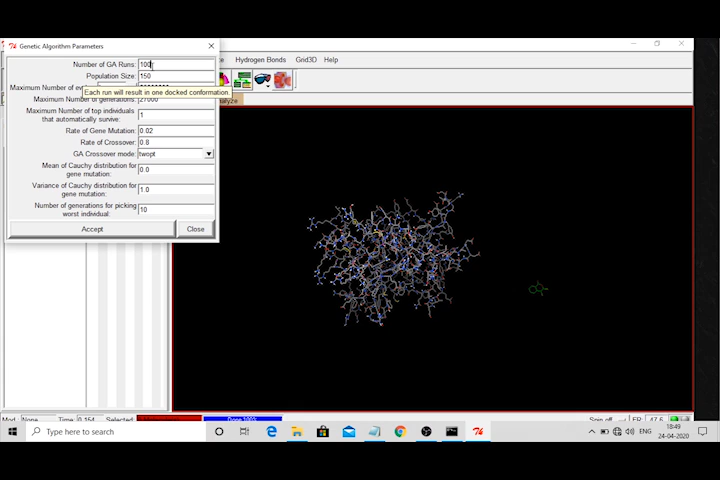 Genetic Algorithm Parameters
Hydrogen Bonds Grid3D Help
Number of GA Runs: 100
Population Size: 150
Maximum Number of
Each run will result in one docked conformation
Maximum Number of generations: 27000
Maximum Number of top individuals
that automatically survive: 1
Rate of Gene Mutation: 0.02
Rate of Crossover: 0.8
GA Crossover mode: twopt
Mean of Cauchy distribution for
gene mutation: 0.0
Variance of Cauchy distribution for
gene mutation: 1.0
Number of generations for picking
worst individual: 10
Accept Close
Type here to search
ENG
18:49
24-04-2020